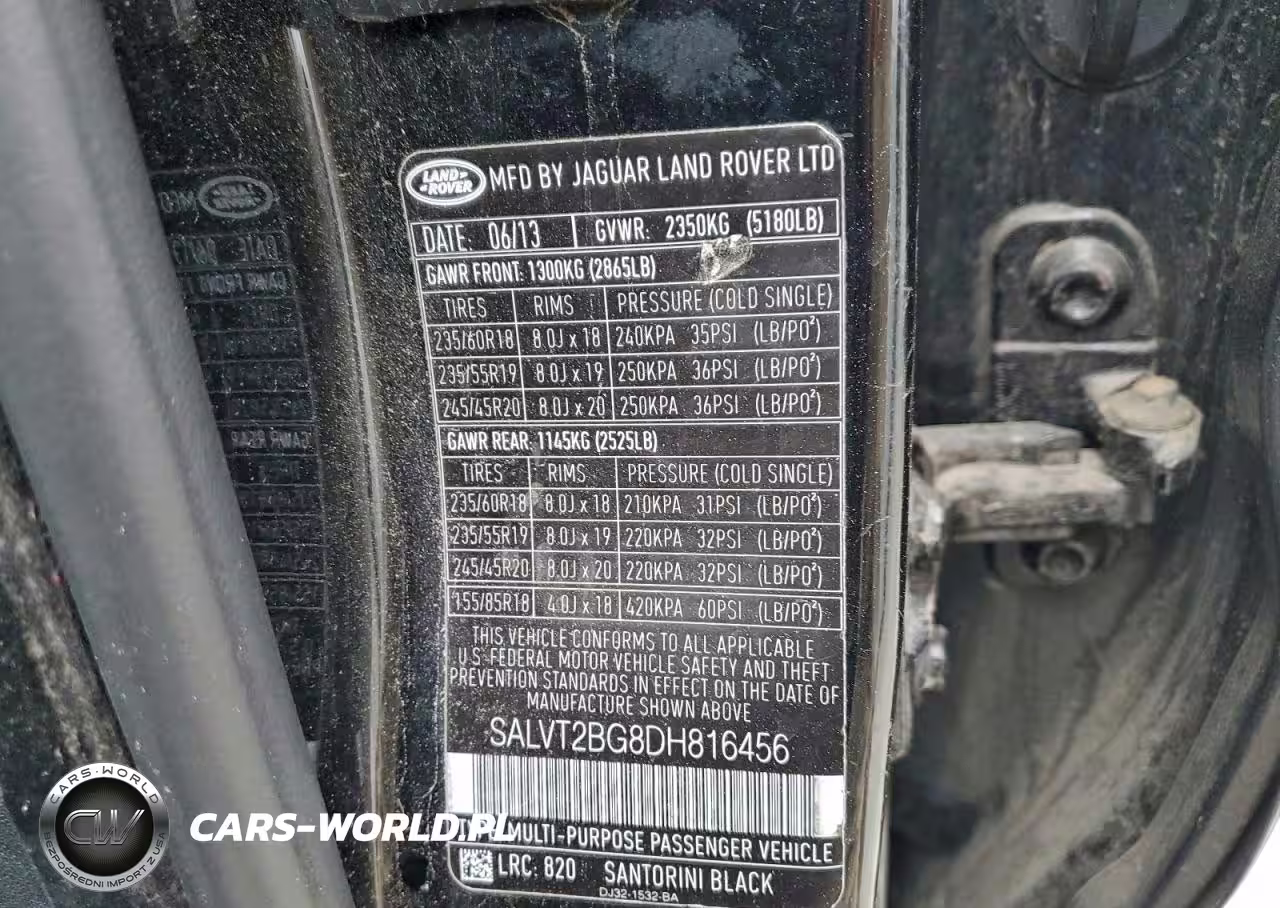 LAND ROVER MFD BY JAGUAR LAND ROVER LTD
DATE: 06/13 GVWR: 2350KG (5180LB)
GAWR FRONT: 1300KG (2865LB)
TIRES RIMS PRESSURE (COLD SINGLE)
235/60R18 8.0J x 18 240KPA 35PSI (LB/PO²)
235/55R19 8.0J x 19 250KPA 36PSI (LB/PO²)
245/45R20 8.0J x 20 250KPA 36PSI (LB/PO²)
GAWR REAR: 1145KG (2525LB)
TIRES RIMS PRESSURE (COLD SINGLE)
235/60R18 8.0J x 18 210KPA 31PSI (LB/PO²)
235/55R19 8.0J x 19 220KPA 32PSI (LB/PO²)
245/45R20 8.0J x 20 220KPA 32PSI (LB/PO²)
155/85R18 4.0J x 18 420KPA 60PSI (LB/PO²)
THIS VEHICLE CONFORMS TO ALL APPLICABLE
U.S. FEDERAL MOTOR VEHICLE SAFETY AND THEFT
PREVENTION STANDARDS IN EFFECT ON THE DATE OF
MANUFACTURE SHOWN ABOVE
SALVT2BG8DH816456
MULTI-PURPOSE PASSENGER VEHICLE
LRC: 820 SANTORINI BLACK
DJ32-1532-BA
CARS-WORLD
CW
BEZPOŚREDNI IMPORT Z USA
CARS-WORLD.PL